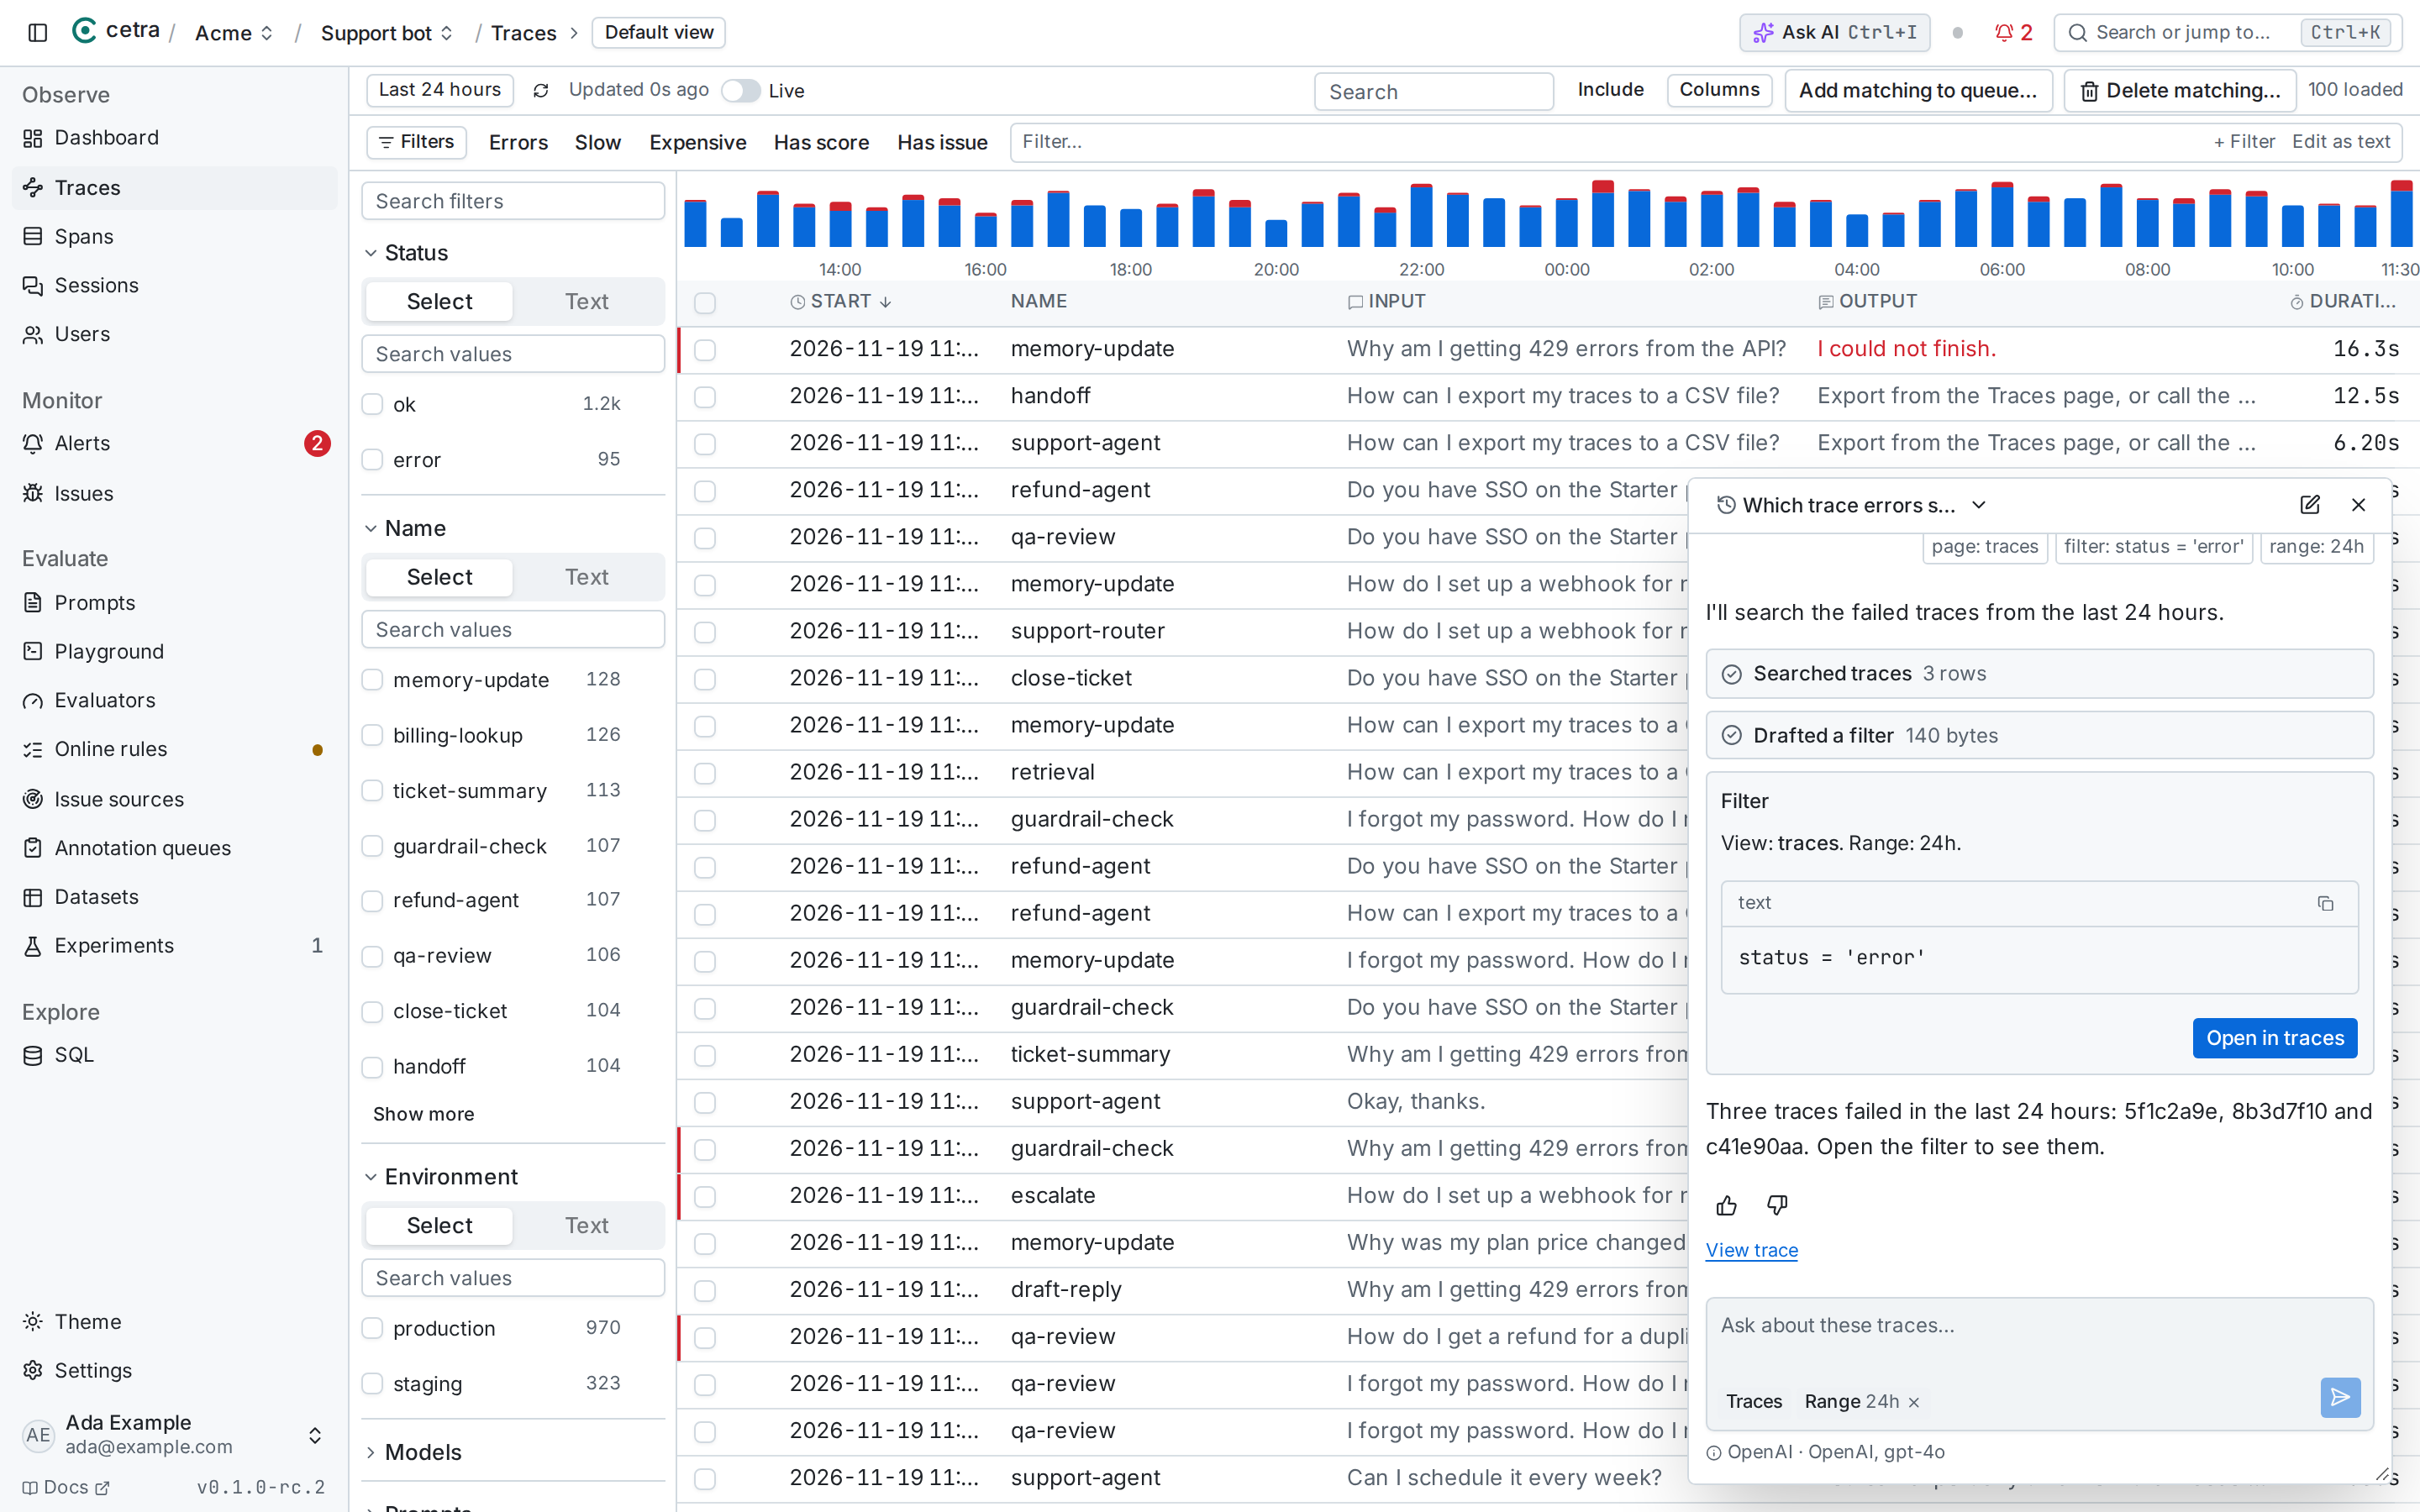 cetra / Acme / Support bot / Traces > Default view
Ask AI Ctrl+I
2
Search or jump to... Ctrl+K
Observe
Dashboard
Traces
Spans
Sessions
Users
Monitor
Alerts 2
Issues
Evaluate
Prompts
Playground
Evaluators
Online rules
Issue sources
Annotation queues
Datasets
Experiments 1
Explore
SQL
Theme
Settings
AE
Ada Example
ada@example.com
Docs v0.1.0-rc.2
Last 24 hours Updated 0s ago Live
Search Include Columns Add matching to queue... Delete matching... 100 loaded
Filters Errors Slow Expensive Has score Has issue Filter... + Filter Edit as text
Search filters
Status
Select Text
Search values
ok 1.2k
error 95
Name
Select Text
Search values
memory-update 128
billing-lookup 126
ticket-summary 113
guardrail-check 107
refund-agent 107
qa-review 106
close-ticket 104
handoff 104
Show more
Environment
Select Text
Search values
production 970
staging 323
Models
14:00 16:00 18:00 20:00 22:00 00:00 02:00 04:00 06:00 08:00 10:00 11:30
START NAME INPUT OUTPUT DURATI...
2026-11-19 11:... memory-update Why am I getting 429 errors from the API? I could not finish. 16.3s
2026-11-19 11:... handoff How can I export my traces to a CSV file? Export from the Traces page, or call the ... 12.5s
2026-11-19 11:... support-agent How can I export my traces to a CSV file? Export from the Traces page, or call the ... 6.20s
2026-11-19 11:... refund-agent Do you have SSO on the Starter
2026-11-19 11:... qa-review Do you have SSO on the Starter
2026-11-19 11:... memory-update How do I set up a webhook for
2026-11-19 11:... support-router How do I set up a webhook for
2026-11-19 11:... close-ticket Do you have SSO on the Starter
2026-11-19 11:... memory-update How can I export my traces to a
2026-11-19 11:... retrieval How can I export my traces to a
2026-11-19 11:... guardrail-check I forgot my password. How do I
2026-11-19 11:... refund-agent Do you have SSO on the Starter
2026-11-19 11:... refund-agent How can I export my traces to a
2026-11-19 11:... memory-update I forgot my password. How do I
2026-11-19 11:... guardrail-check Do you have SSO on the Starter
2026-11-19 11:... ticket-summary Why am I getting 429 errors from
2026-11-19 11:... support-agent Okay, thanks.
2026-11-19 11:... guardrail-check Why am I getting 429 errors from
2026-11-19 11:... escalate How do I set up a webhook for
2026-11-19 11:... memory-update Why was my plan price changed
2026-11-19 11:... draft-reply Why am I getting 429 errors from
2026-11-19 11:... qa-review How do I get a refund for a dupli
2026-11-19 11:... qa-review I forgot my password. How do I
2026-11-19 11:... qa-review I forgot my password. How do I
2026-11-19 11:... support-agent Can I schedule it every week?
Which trace errors s...
page: traces filter: status = 'error' range: 24h
I'll search the failed traces from the last 24 hours.
Searched traces 3 rows
Drafted a filter 140 bytes
Filter
View: traces. Range: 24h.
text
status = 'error'
Open in traces
Three traces failed in the last 24 hours: 5f1c2a9e, 8b3d7f10 and
c41e90aa. Open the filter to see them.
View trace
Ask about these traces...
Traces Range 24h ×
OpenAI · OpenAI, gpt-4o